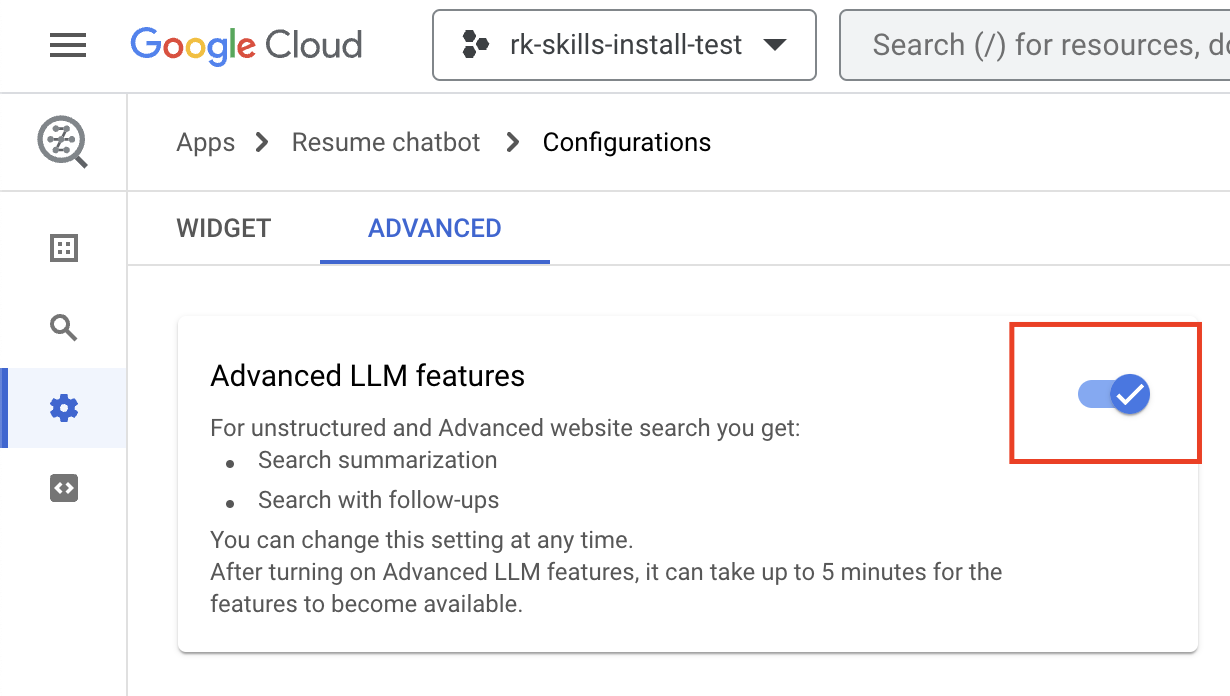 Google Cloud
rk-skills-install-test
Search (/) for resources, do
Apps > Resume chatbot > Configurations
WIDGET
ADVANCED
Advanced LLM features
For unstructured and Advanced website search you get:
• Search summarization
• Search with follow-ups
You can change this setting at any time.
After turning on Advanced LLM features, it can take up to 5 minutes for the
features to become available.